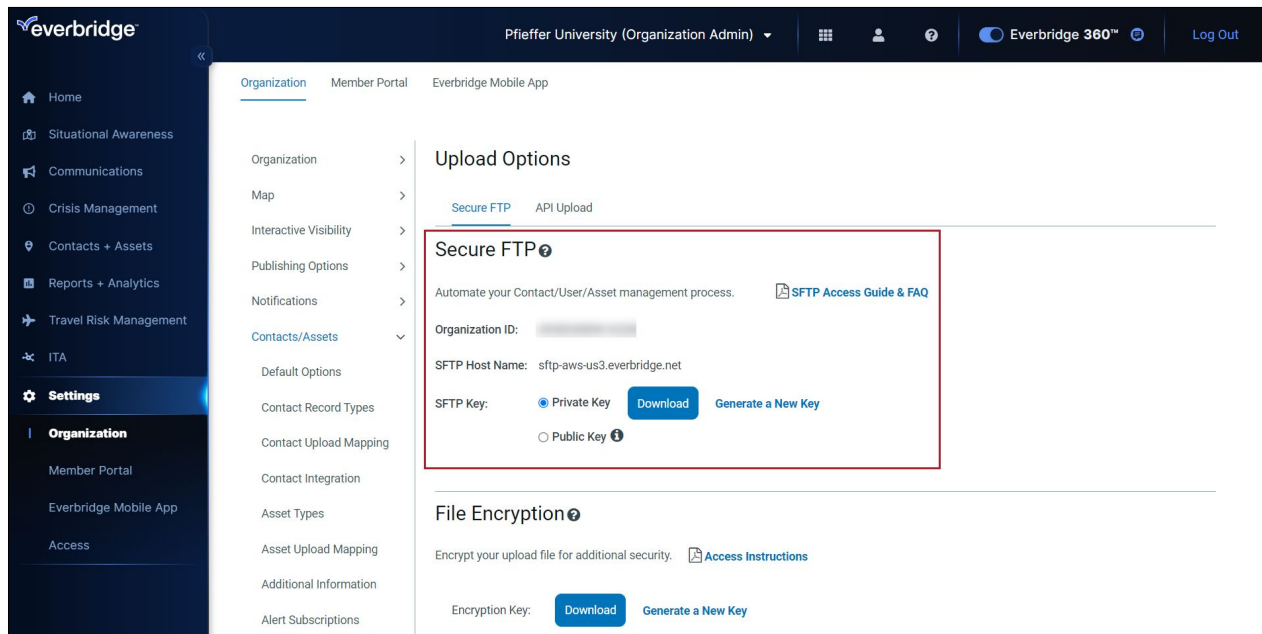 everbridge
Pfieffer University (Organization Admin)
Everbridge 360™
Log Out
Home
Situational Awareness
Communications
Crisis Management
Contacts + Assets
Reports + Analytics
Travel Risk Management
ITA
Settings
Organization
Member Portal
Everbridge Mobile App
Access
Organization Member Portal Everbridge Mobile App
Organization
Map
Interactive Visibility
Publishing Options
Notifications
Contacts/Assets
Default Options
Contact Record Types
Contact Upload Mapping
Contact Integration
Asset Types
Asset Upload Mapping
Additional Information
Alert Subscriptions
Upload Options
Secure FTP API Upload
Secure FTP
Automate your Contact/User/Asset management process. SFTP Access Guide & FAQ
Organization ID:
SFTP Host Name: sftp-aws-us3.everbridge.net
SFTP Key: Private Key Download Generate a New Key
Public Key
File Encryption
Encrypt your upload file for additional security. Access Instructions
Encryption Key: Download Generate a New Key